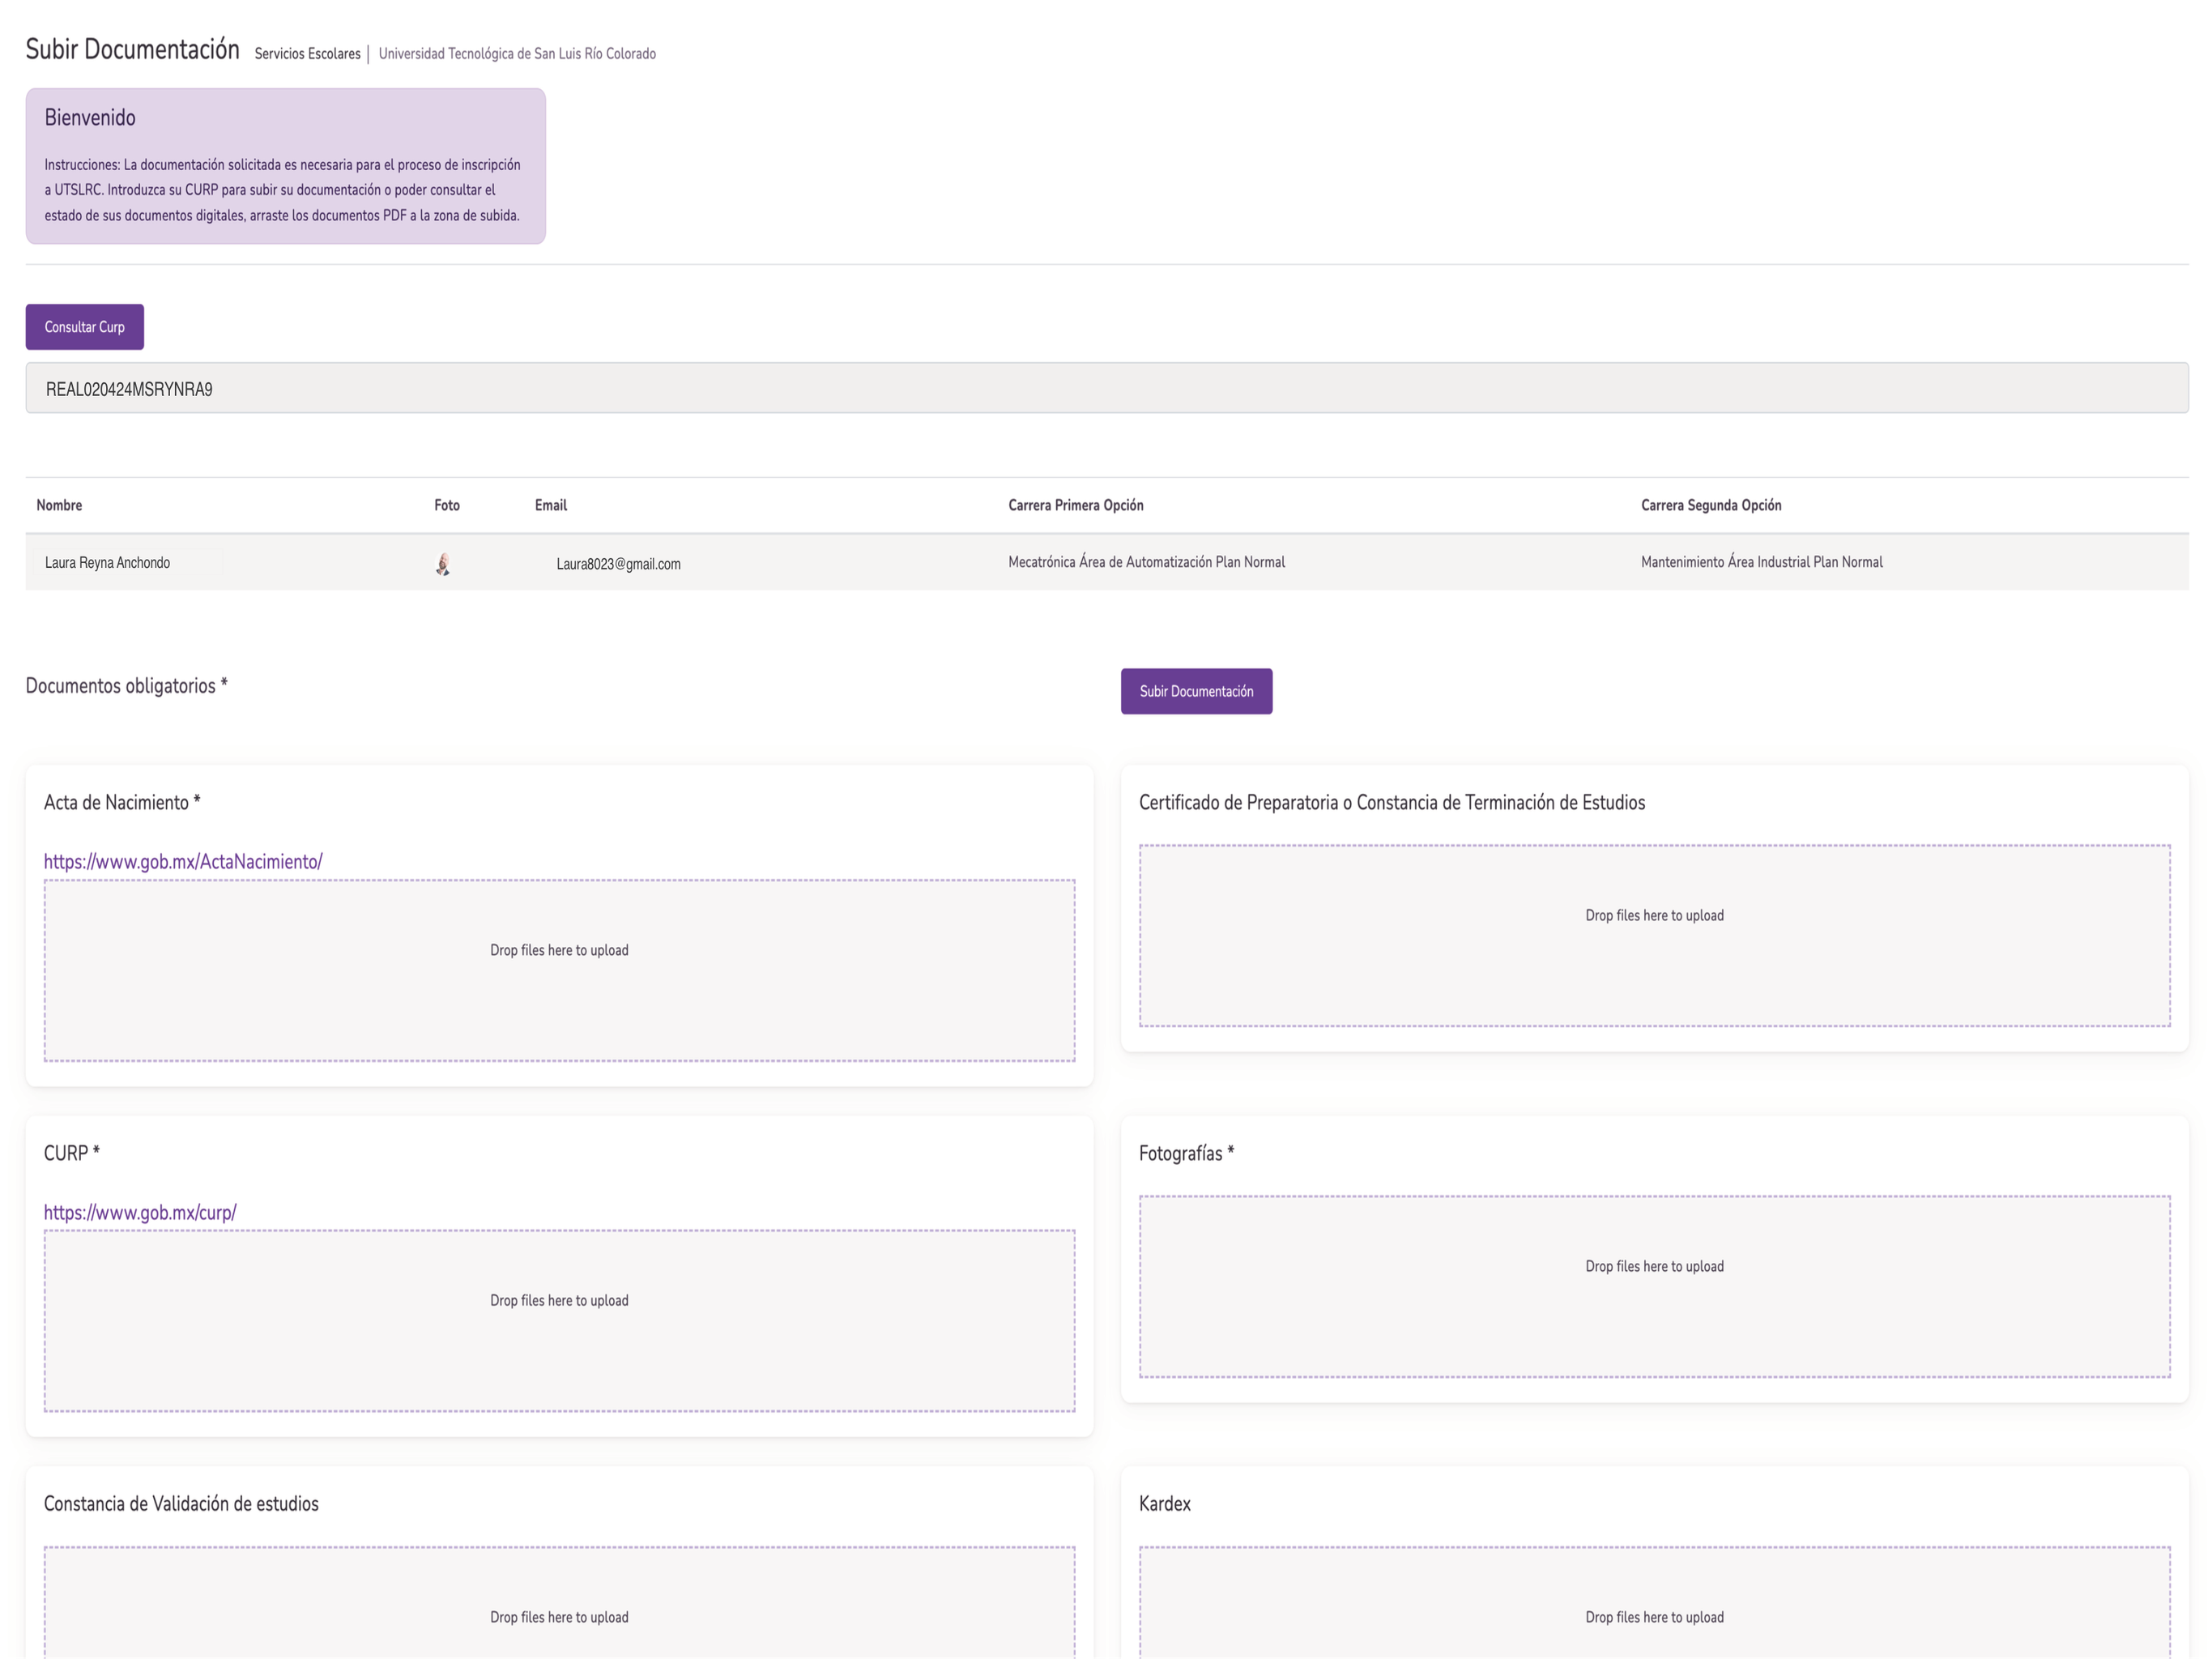 Subir Documentación Servicios Escolares | Universidad Tecnológica de San Luis Río Colorado
Bienvenido
Instrucciones: La documentación solicitada es necesaria para el proceso de inscripción
a UTSLRC. Introduzca su CURP para subir su documentación o poder consultar el
estado de sus documentos digitales, arraste los documentos PDF a la zona de subida.
Consultar Curp
REAL020424MSRYNRA9
Nombre Foto Email Carrera Primera Opción Carrera Segunda Opción
Laura Reyna Anchondo Laura8023@gmail.com Mecatrónica Área de Automatización Plan Normal Mantenimiento Área Industrial Plan Normal
Documentos obligatorios *
Subir Documentación
Acta de Nacimiento *
https://www.gob.mx/ActaNacimiento/
Drop files here to upload
Certificado de Preparatoria o Constancia de Terminación de Estudios
Drop files here to upload
CURP *
https://www.gob.mx/curp/
Drop files here to upload
Fotografías *
Drop files here to upload
Constancia de Validación de estudios
Drop files here to upload
Kardex
Drop files here to upload